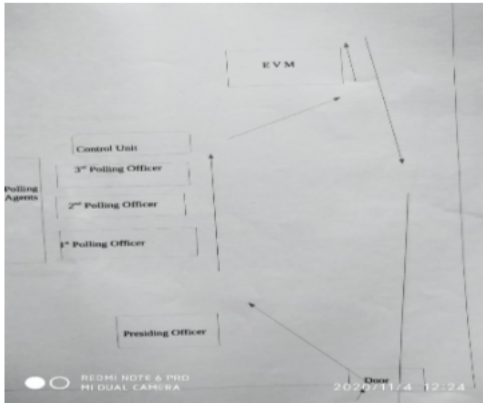 E V M
Control Unit
3rd Polling Officer
Polling
Agents
2nd Polling Officer
1st Polling Officer
Presiding Officer
Door
REDMI NOTE 6 PRO
MI DUAL CAMERA
2020/11/4 12:24